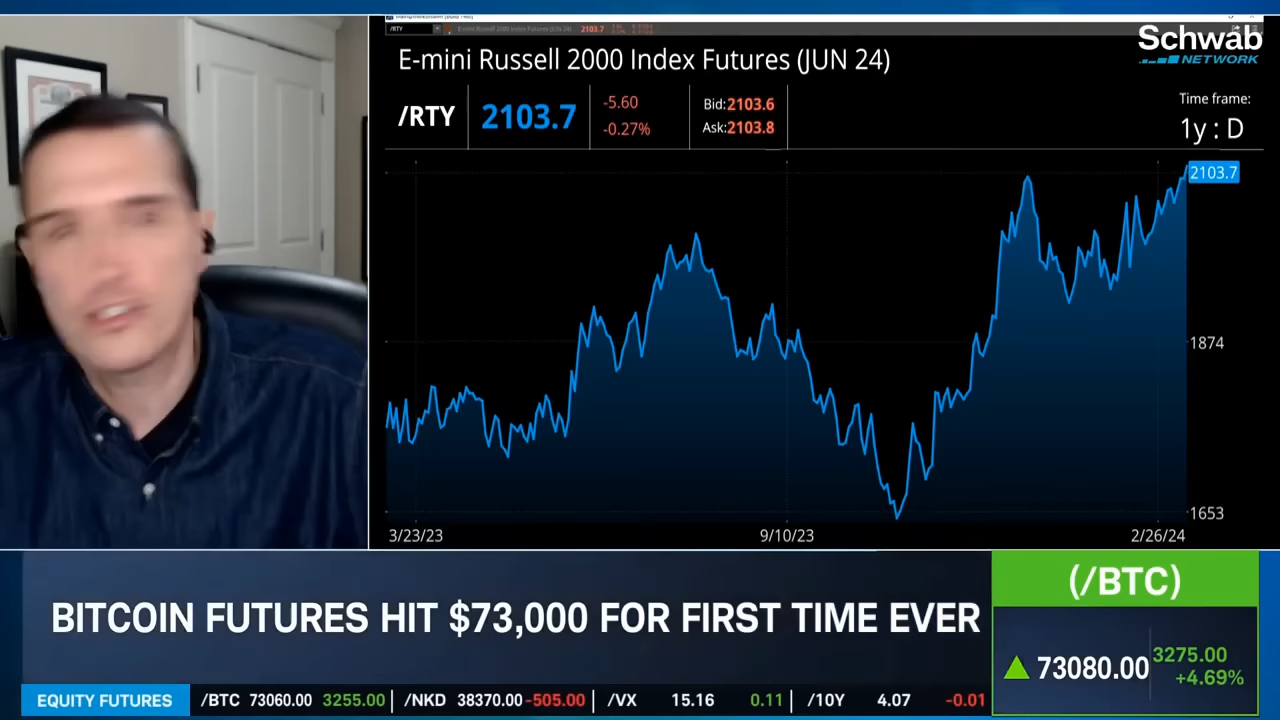 /RTY
Schwab
NETWORK
E-mini Russell 2000 Index Futures (JUN 24)
/RTY
2103.7
-5.60
-0.27%
Bid:2103.6
Ask:2103.8
Time frame:
1y : D
2103.7
1874
1653
3/23/23
9/10/23
2/26/24
BITCOIN FUTURES HIT $73,000 FOR FIRST TIME EVER
(/BTC)
73080.00
3275.00
+4.69%
EQUITY FUTURES
/BTC 73060.00 3255.00 /NKD 38370.00 -505.00 /VX 15.16 0.11 /10Y 4.07 -0.01